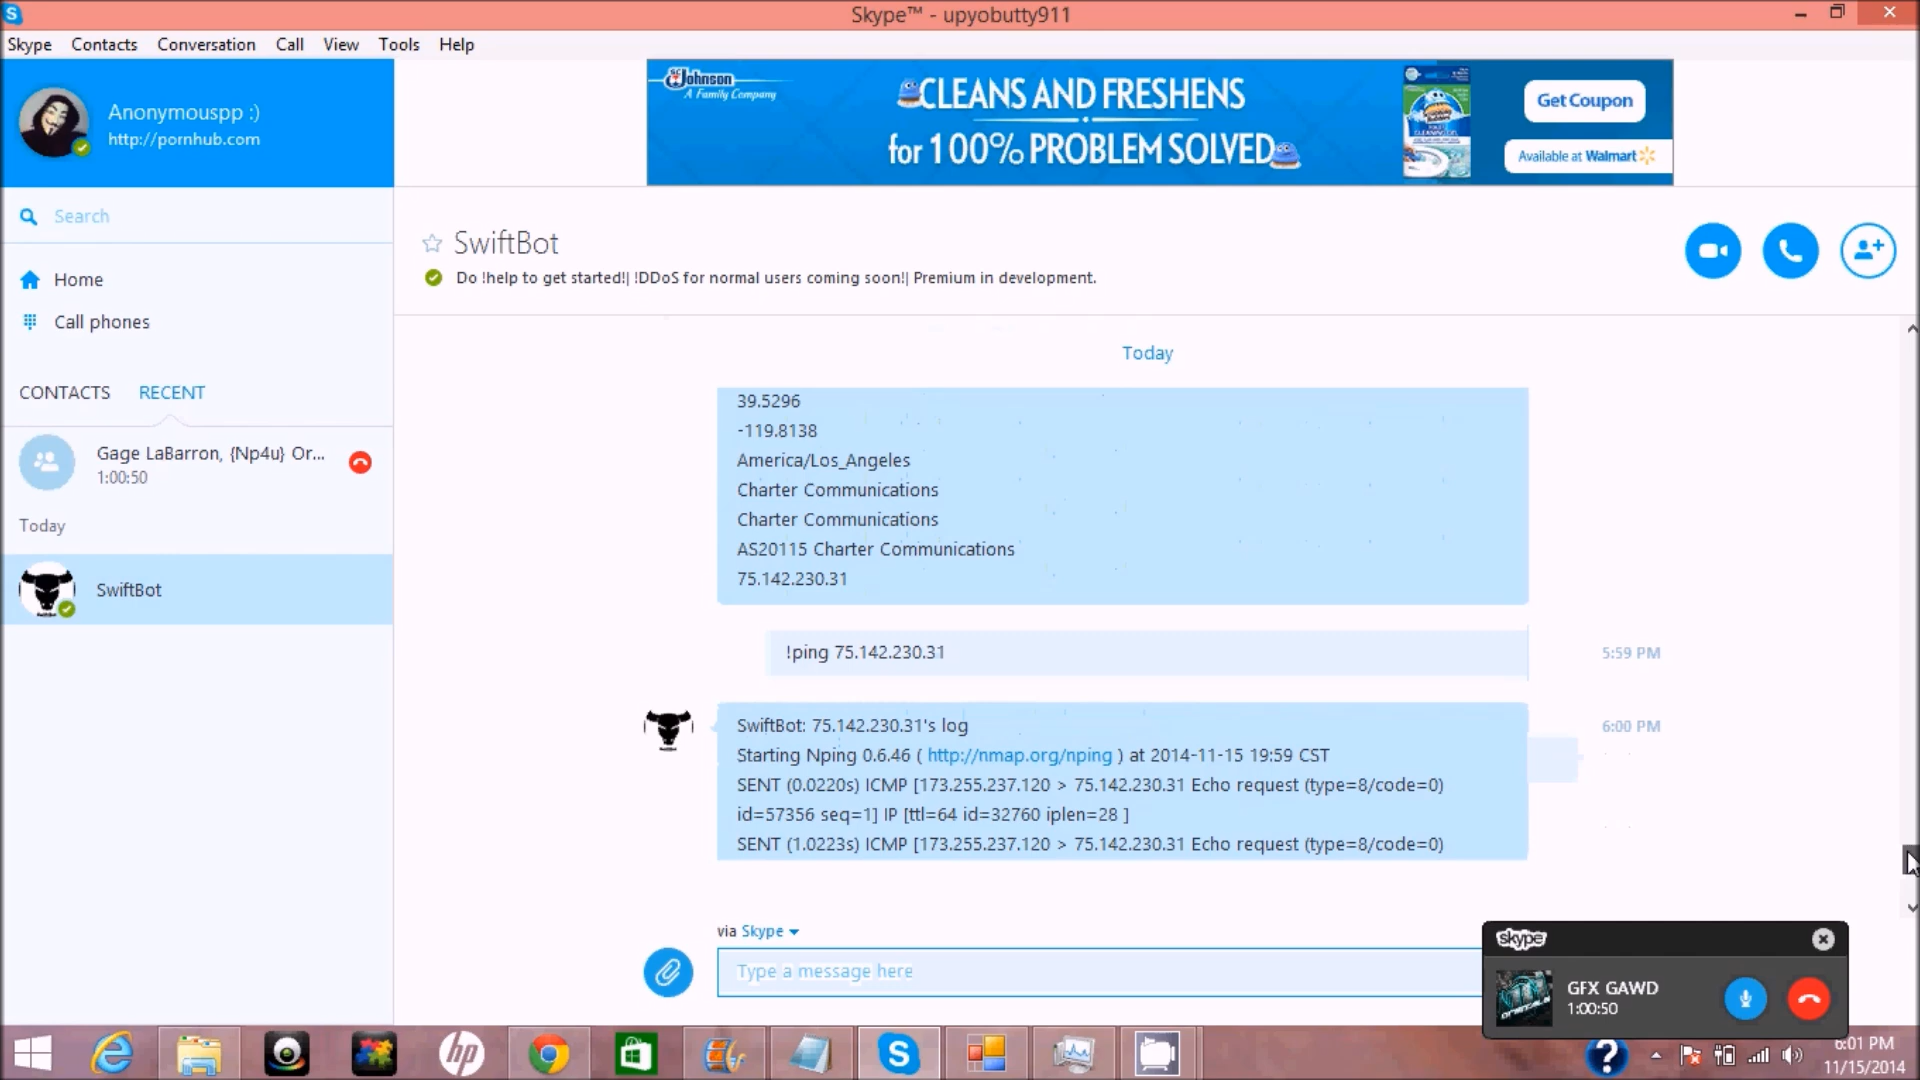 Skype™ - upyobutty911
Skype Contacts Conversation Call View Tools Help
Anonymouspp :)
http://pornhub.com
SC Johnson
A Family Company
CLEANS AND FRESHENS
for 100% PROBLEM SOLVED
Get Coupon
Available at Walmart
Search
SwiftBot
Do !help to get started!| !DDoS for normal users coming soon!| Premium in development.
Home
Call phones
CONTACTS RECENT
Gage LaBarron, {Np4u} Or...
1:00:50
Today
SwiftBot
Today
39.5296
-119.8138
America/Los_Angeles
Charter Communications
Charter Communications
AS20115 Charter Communications
75.142.230.31
!ping 75.142.230.31
5:59 PM
SwiftBot: 75.142.230.31's log
6:00 PM
Starting Nping 0.6.46 ( http://nmap.org/nping ) at 2014-11-15 19:59 CST
SENT (0.0220s) ICMP [173.255.237.120 > 75.142.230.31 Echo request (type=8/code=0)
id=57356 seq=1] IP [ttl=64 id=32760 iplen=28 ]
SENT (1.0223s) ICMP [173.255.237.120 > 75.142.230.31 Echo request (type=8/code=0)
via Skype
Type a message here
skype
GFX GAWD
1:00:50
6:01 PM
11/15/2014